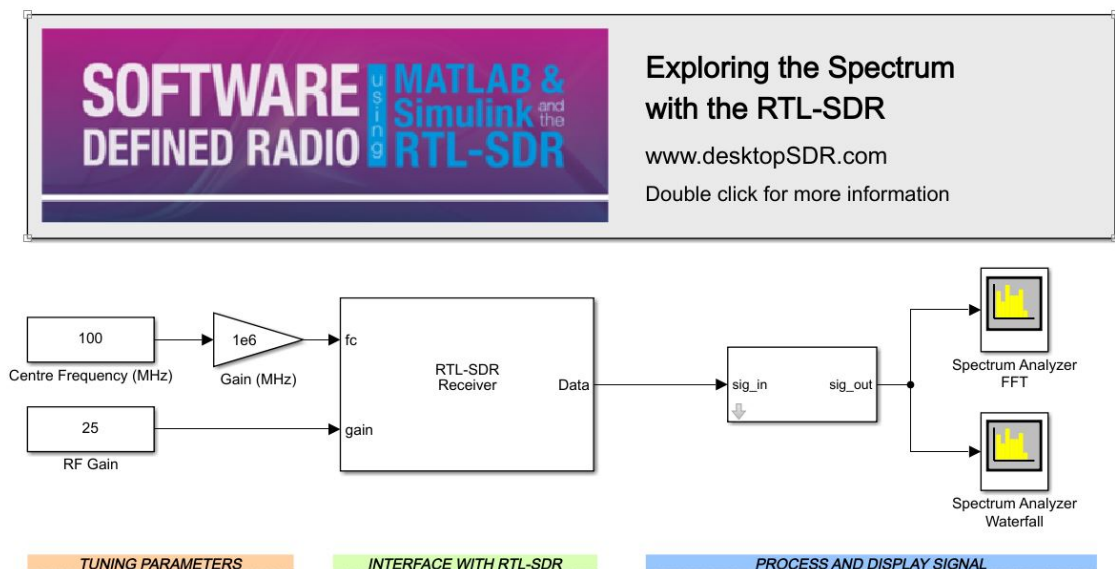 SOFTWARE
DEFINED RADIO
using
MATLAB &
Simulink and the
RTL-SDR
Exploring the Spectrum
with the RTL-SDR
www.desktopSDR.com
Double click for more information
100
Centre Frequency (MHz)
1e6
Gain (MHz)
25
RF Gain
fc
gain
RTL-SDR
Receiver
Data
sig_in
sig_out
Spectrum Analyzer
FFT
Spectrum Analyzer
Waterfall
TUNING PARAMETERS
INTERFACE WITH RTL-SDR
PROCESS AND DISPLAY SIGNAL